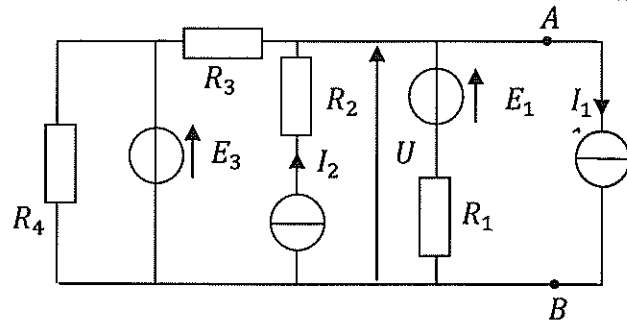 A
R₃
R₂
E₁
I₁
E₃
I₂
U
R₄
R₁
B